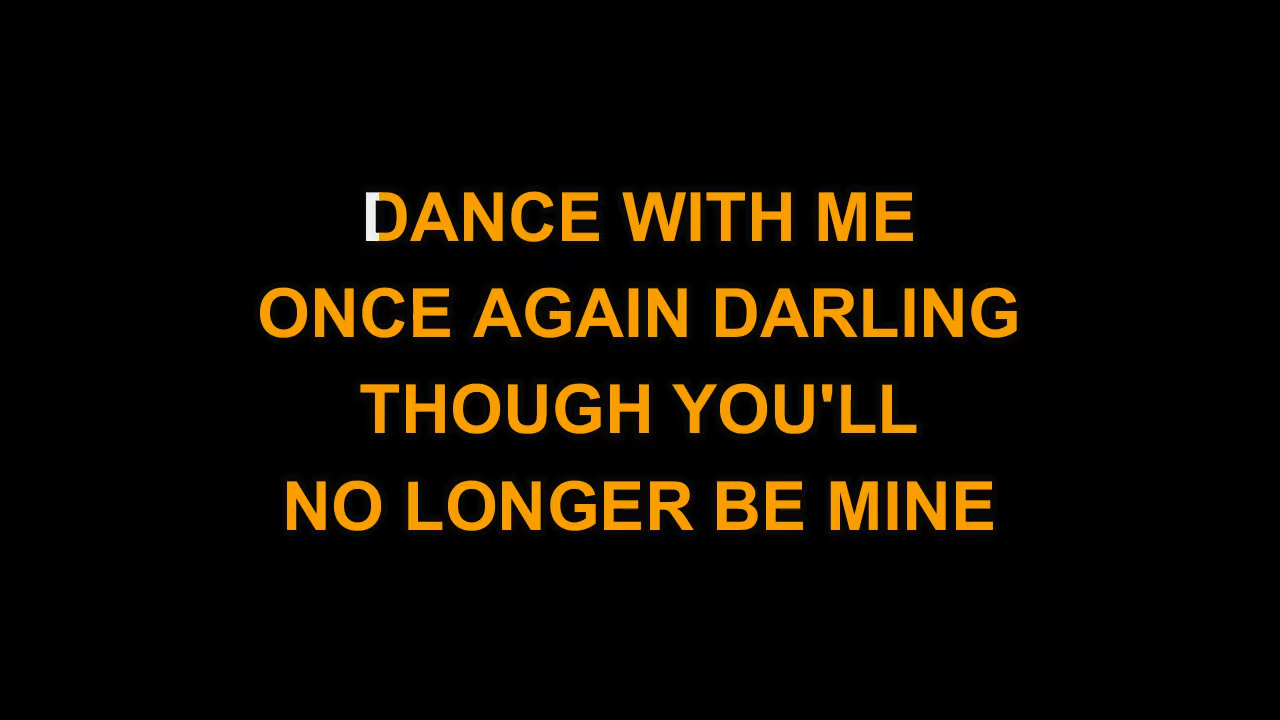 DANCE WITH ME
ONCE AGAIN DARLING
THOUGH YOU'LL
NO LONGER BE MINE